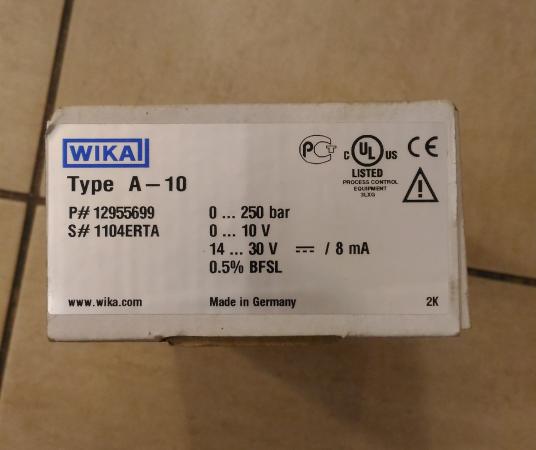 WIKA
Type A-10
P# 12955699
S# 1104ERTA
0 ... 250 bar
0 ... 10 V
14 ... 30 V ⎓ / 8 mA
0.5% BFSL
PCT
C UL US
LISTED
PROCESS CONTROL
EQUIPMENT
3LXG
CE
www.wika.com
Made in Germany
2K